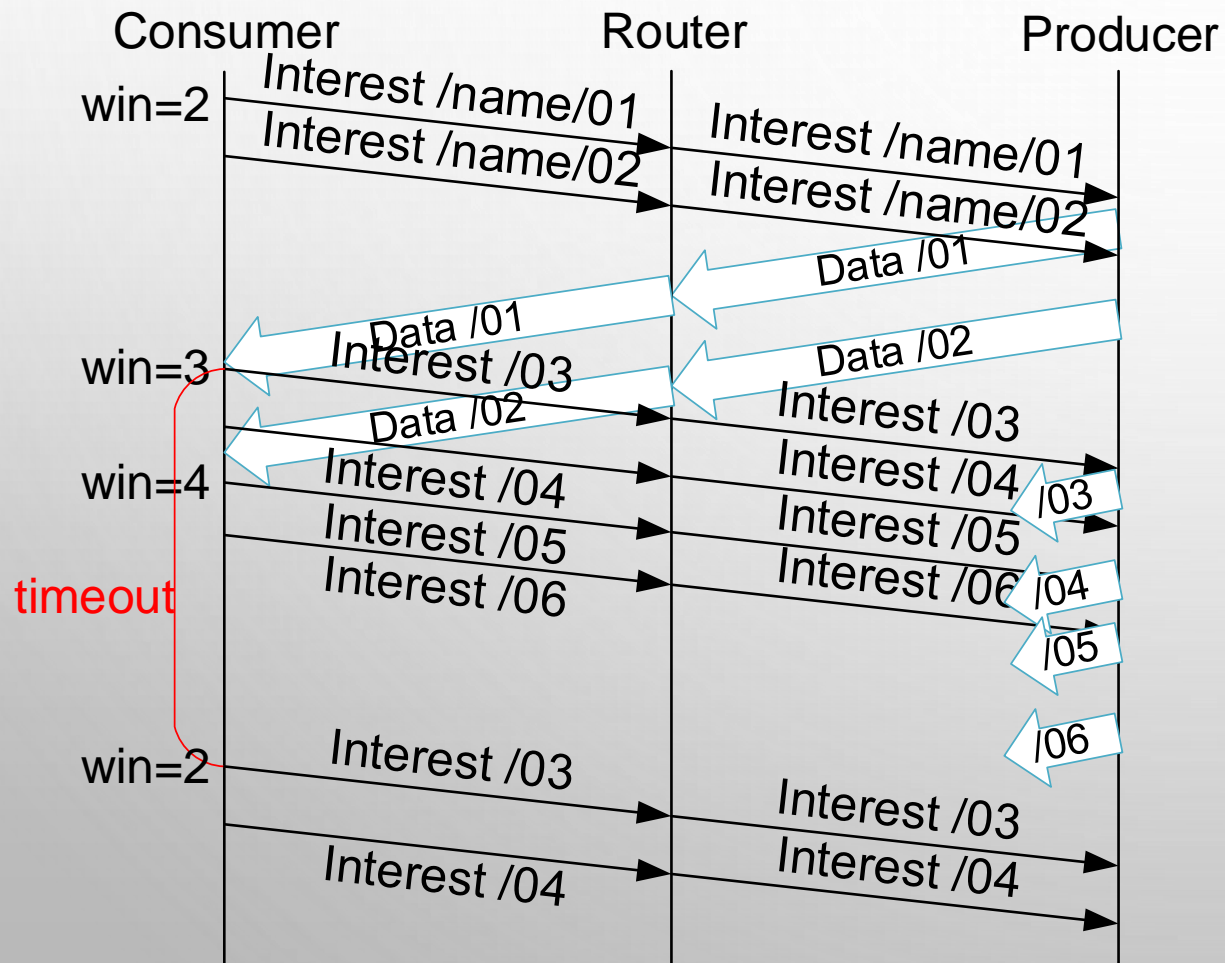 Consumer
Router
Producer
win=2
Interest /name/01
Interest /name/01
Interest /name/02
Interest /name/02
Data /01
Data /01
Data /02
win=3
Interest /03
Data /02
Interest /03
Interest /04
/03
win=4
Interest /04
Interest /05
Interest /05
Interest /06
/04
timeout
Interest /06
/05
/06
win=2
Interest /03
Interest /03
Interest /04
Interest /04